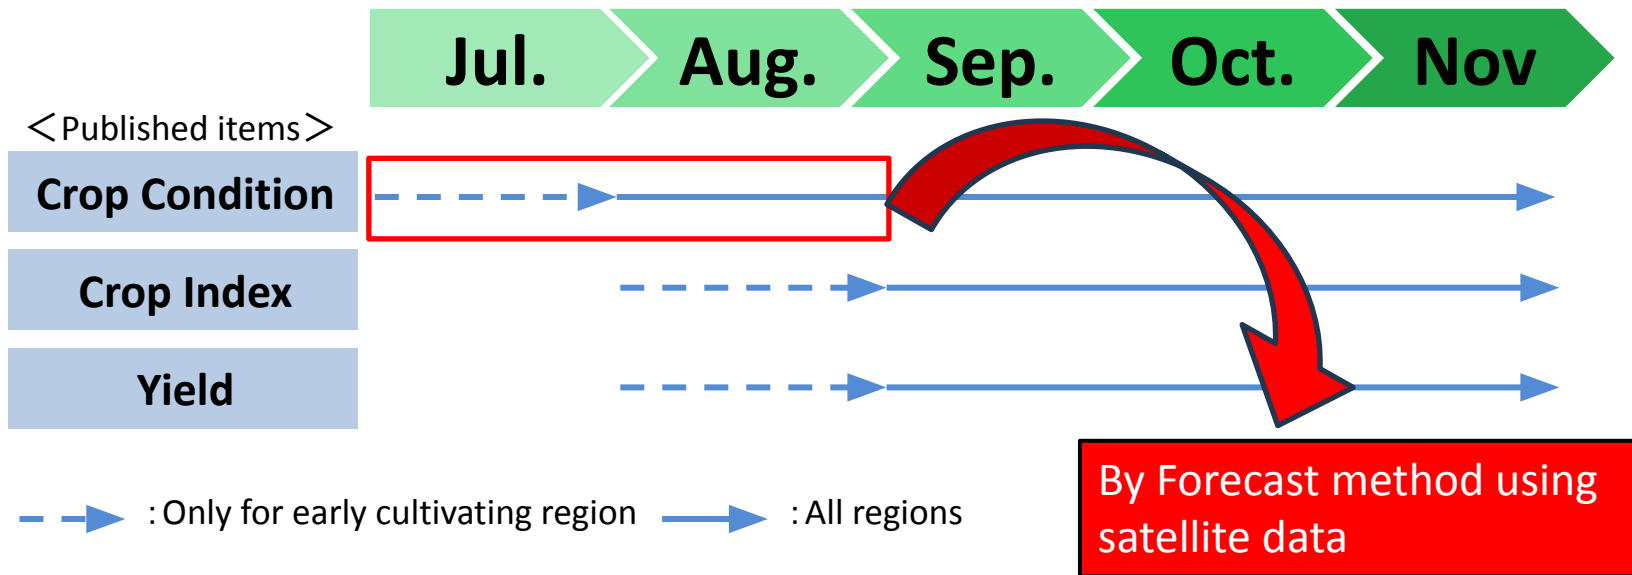 Jul. Aug. Sep. Oct. Nov
＜Published items＞
Crop Condition
Crop Index
Yield
: Only for early cultivating region : All regions
By Forecast method using
satellite data